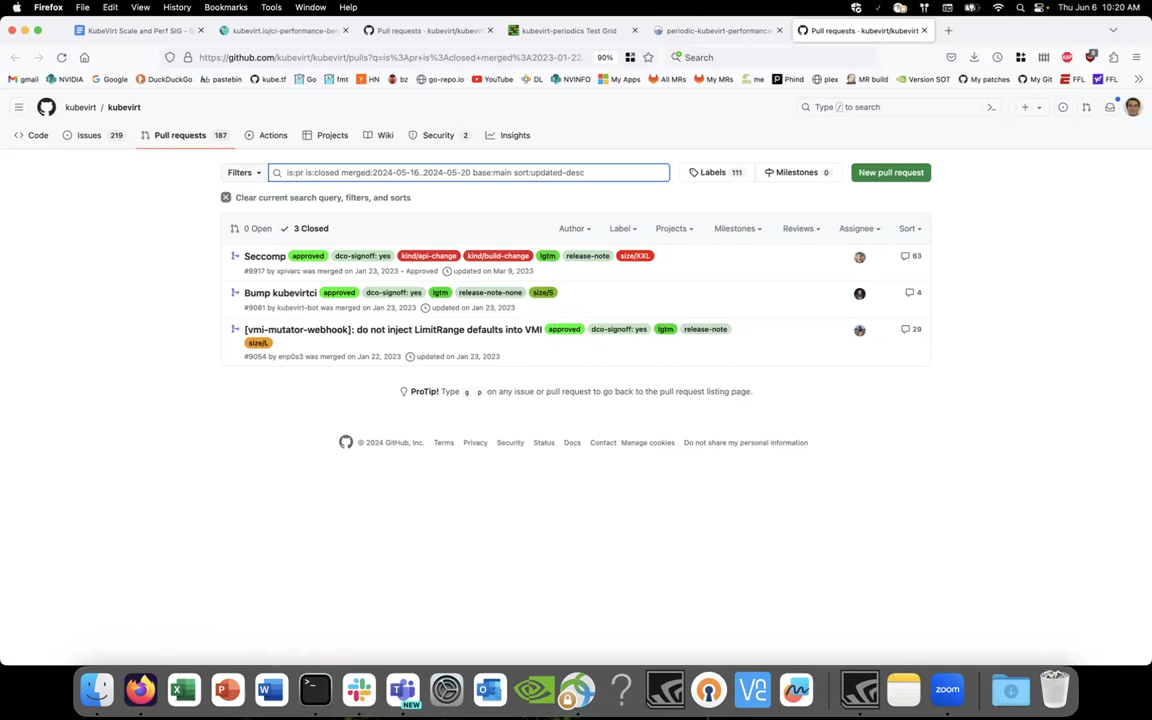 Firefox File Edit View History Bookmarks Tools Window Help Thu Jun 6 10:20 AM
KubeVirt Scale and Perf SIG - G kubevirt.io/ci-performance-ben Pull requests · kubevirt/kubevir kubevirt-periodics Test Grid periodic-kubevirt-performance Pull requests · kubevirt/kubevirt
https://github.com/kubevirt/kubevirt/pulls?q=is%3Apr+is%3Aclosed+merged%3A2023-01-22. 90% Search
gmail NVIDIA Google DuckDuckGo pastebin kube.tf Go fmt HN bz go-repo.io YouTube DL NVINFO My Apps All MRs My MRs me Phind MR build Version SOT My patches My Git FFL FFL
kubevirt / kubevirt Type / to search
Code Issues 219 Pull requests 187 Actions Projects Wiki Security 2 Insights
Filters is:pr is:closed merged:2024-05-16..2024-05-20 base:main sort:updated-desc Labels 111 Milestones 0 New pull request
Clear current search query, filters, and sorts
0 Open 3 Closed Author Label Projects Milestones Reviews Assignee Sort
Seccomp approved dco-signoff: yes kind/api-change kind/build-change lgtm release-note size/XXL 63
#8917 by xpivarc was merged on Jan 23, 2023 • Approved updated on Mar 9, 2023
Bump kubevirtci approved dco-signoff: yes lgtm release-note-none size/S 4
#9081 by kubevirt-bot was merged on Jan 23, 2023 updated on Jan 23, 2023
[vmi-mutator-webhook]: do not inject LimitRange defaults into VMI approved dco-signoff: yes lgtm release-note 29
size/L
#9054 by enp0s3 was merged on Jan 22, 2023 updated on Jan 23, 2023
ProTip! Type g p on any issue or pull request to go back to the pull request listing page.
© 2024 GitHub, Inc. Terms Privacy Security Status Docs Contact Manage cookies Do not share my personal information
NEW
zoom